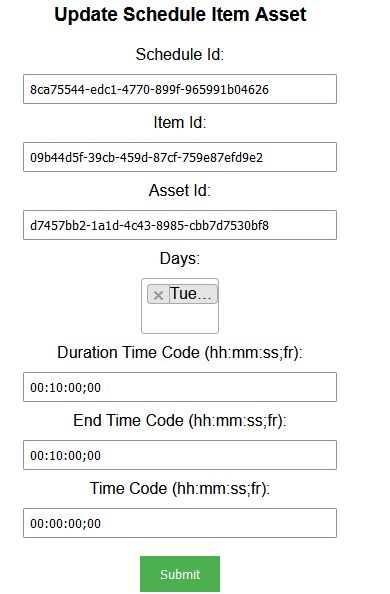 Update Schedule Item Asset
Schedule Id:
8ca75544-edc1-4770-899f-965991b04626
Item Id:
09b44d5f-39cb-459d-87cf-759e87efd9e2
Asset Id:
d7457bb2-1a1d-4c43-8985-cbb7d7530bf8
Days:
× Tue...
Duration Time Code (hh:mm:ss;fr):
00:10:00;00
End Time Code (hh:mm:ss;fr):
00:10:00;00
Time Code (hh:mm:ss;fr):
00:00:00;00
Submit